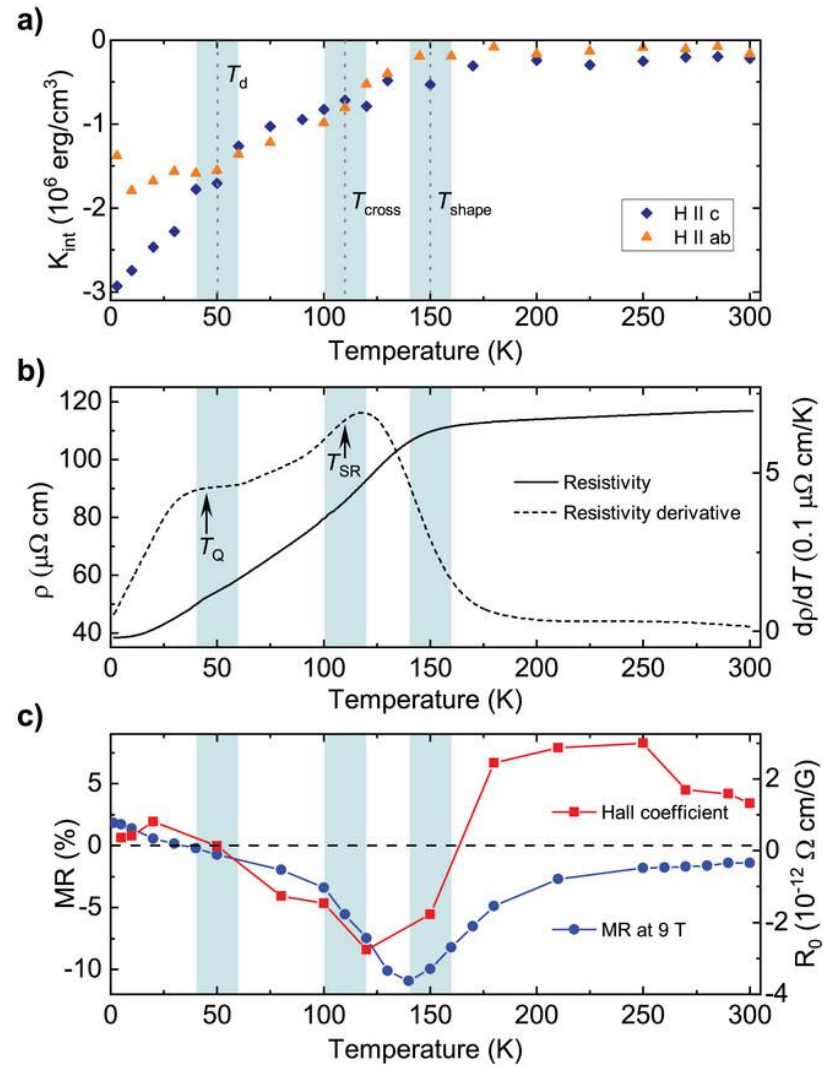 a)
0
-1
-2
-3
K_int (10^6 erg/cm^3)
T_d
T_cross
T_shape
H II c
H II ab
0 50 100 150 200 250 300
Temperature (K)
b)
120
100
80
60
40
ρ (μΩ cm)
T_Q
T_SR
Resistivity
Resistivity derivative
5
0
dρ/dT (0.1 μΩ cm/K)
0 50 100 150 200 250 300
Temperature (K)
c)
5
0
-5
-10
MR (%)
Hall coefficient
MR at 9 T
2
0
-2
-4
R_0 (10^-12 Ω cm/G)
0 50 100 150 200 250 300
Temperature (K)